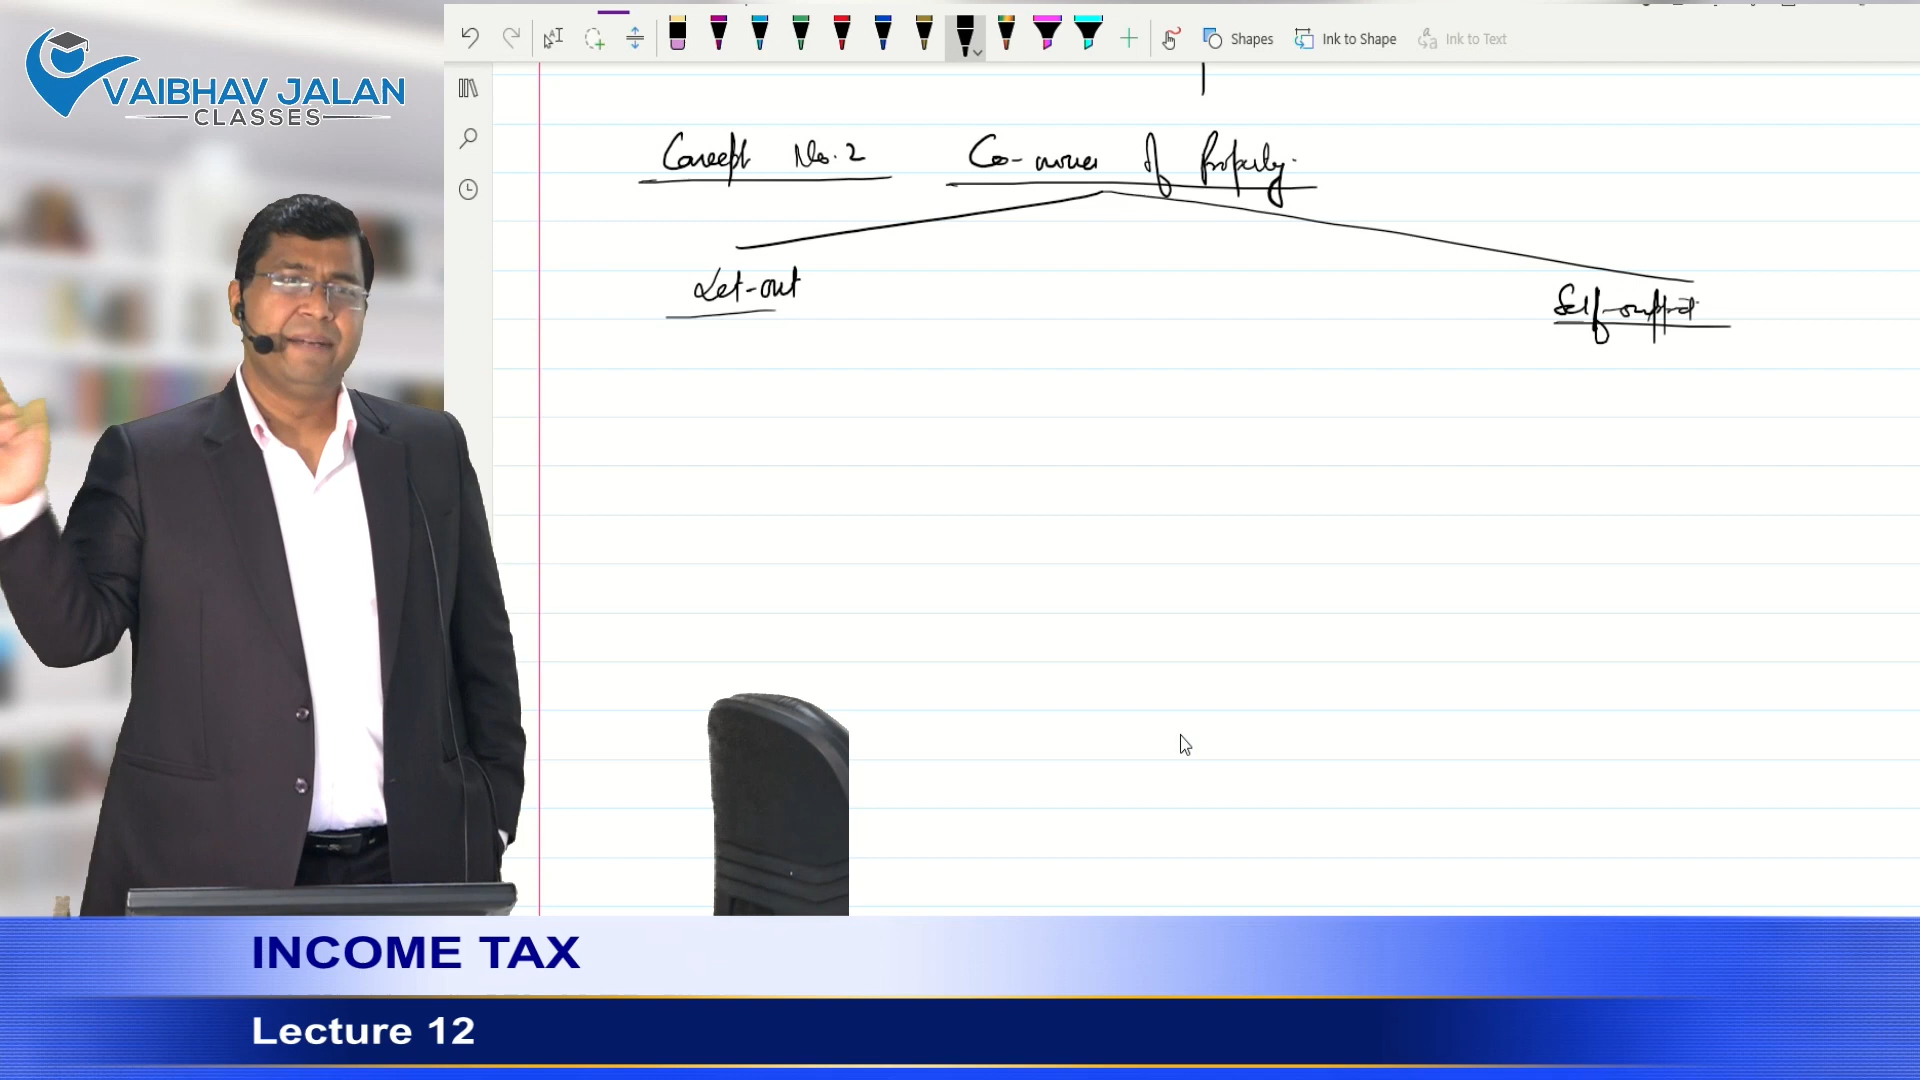 VAIBHAV JALAN
CLASSES
Shapes
Ink to Shape
Ink to Text
Concept No. 2 Co-owner of Property.
Let-out
Self-occupied
INCOME TAX
Lecture 12